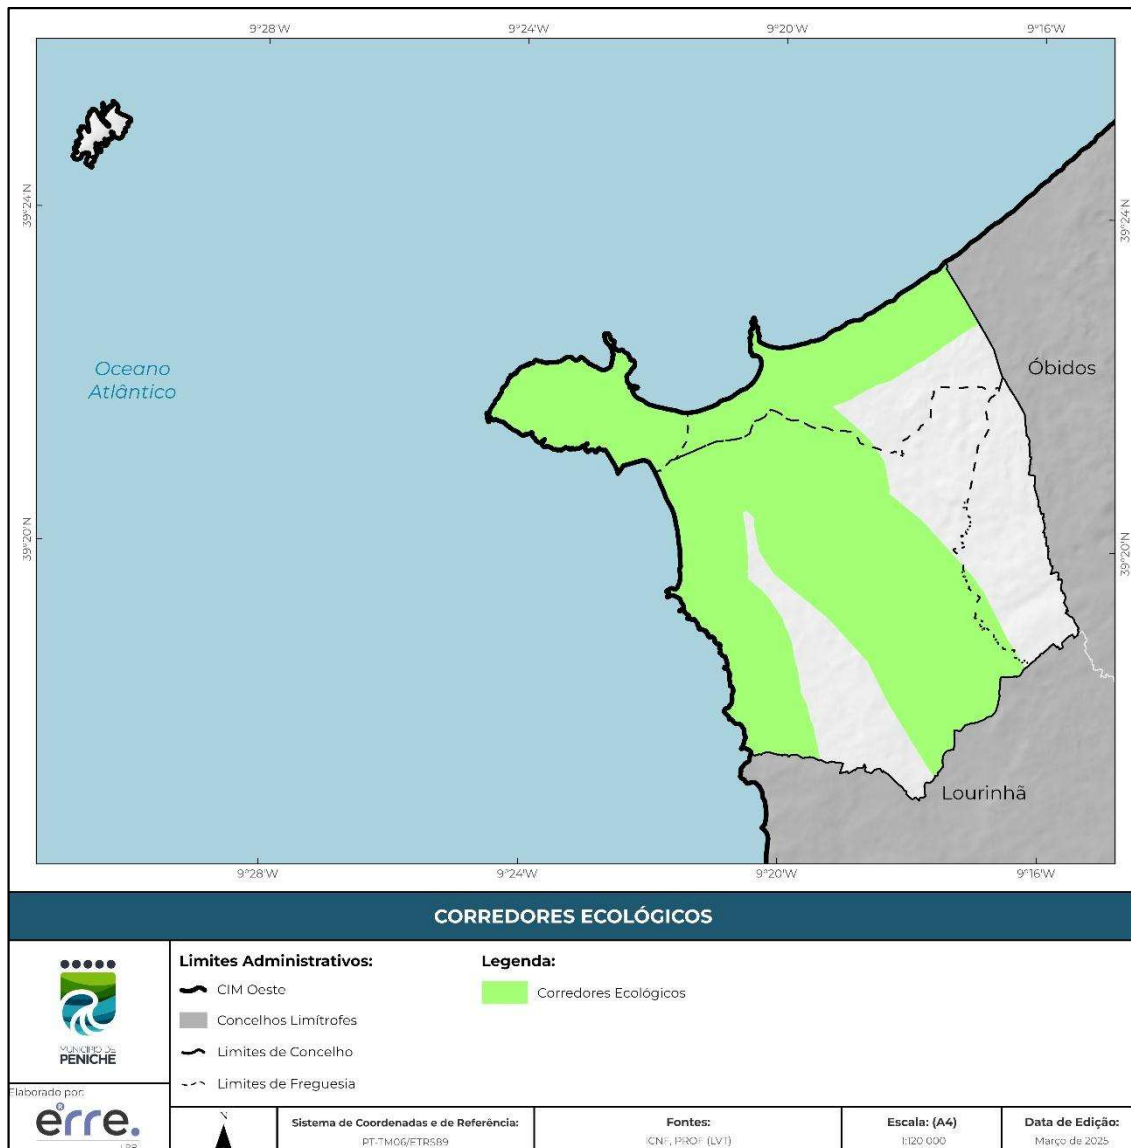 9°28'W 9°24'W 9°20'W 9°16'W
39°24'N 39°24'N
Óbidos
Oceano
Atlântico
39°20'N 39°20'N
Lourinhã
9°28'W 9°24'W 9°20'W 9°16'W
CORREDORES ECOLÓGICOS
MUNICÍPIO DE
PENICHE
Elaborado por:
erre.
LRB
Limites Administrativos:
CIM Oeste
Concelhos Limítrofes
Limites de Concelho
Limites de Freguesia
Legenda:
Corredores Ecológicos
N
Sistema de Coordenadas e de Referência:
PT-TM06/ETRS89
Fontes:
ICNF, PROF (LVT)
Escala: (A4)
1:120 000
Data de Edição:
Março de 2025